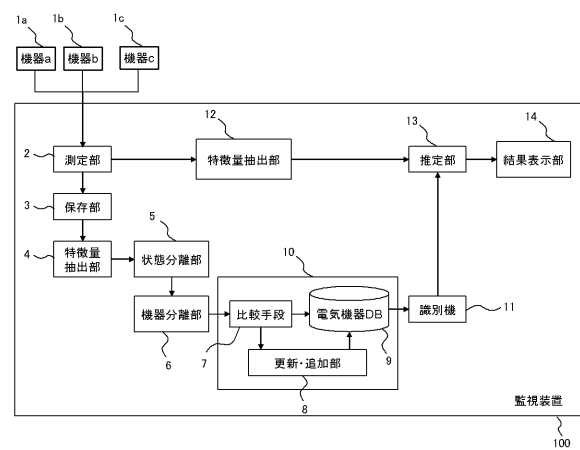 1a
1b
1c
機器a
機器b
機器c
12
13
14
2
測定部
特徴量抽出部
推定部
結果表示部
3
保存部
5
4
特徴量
抽出部
状態分離部
10
機器分離部
比較手段
電気機器DB
識別機
11
6
7
9
更新・追加部
8
監視装置
100